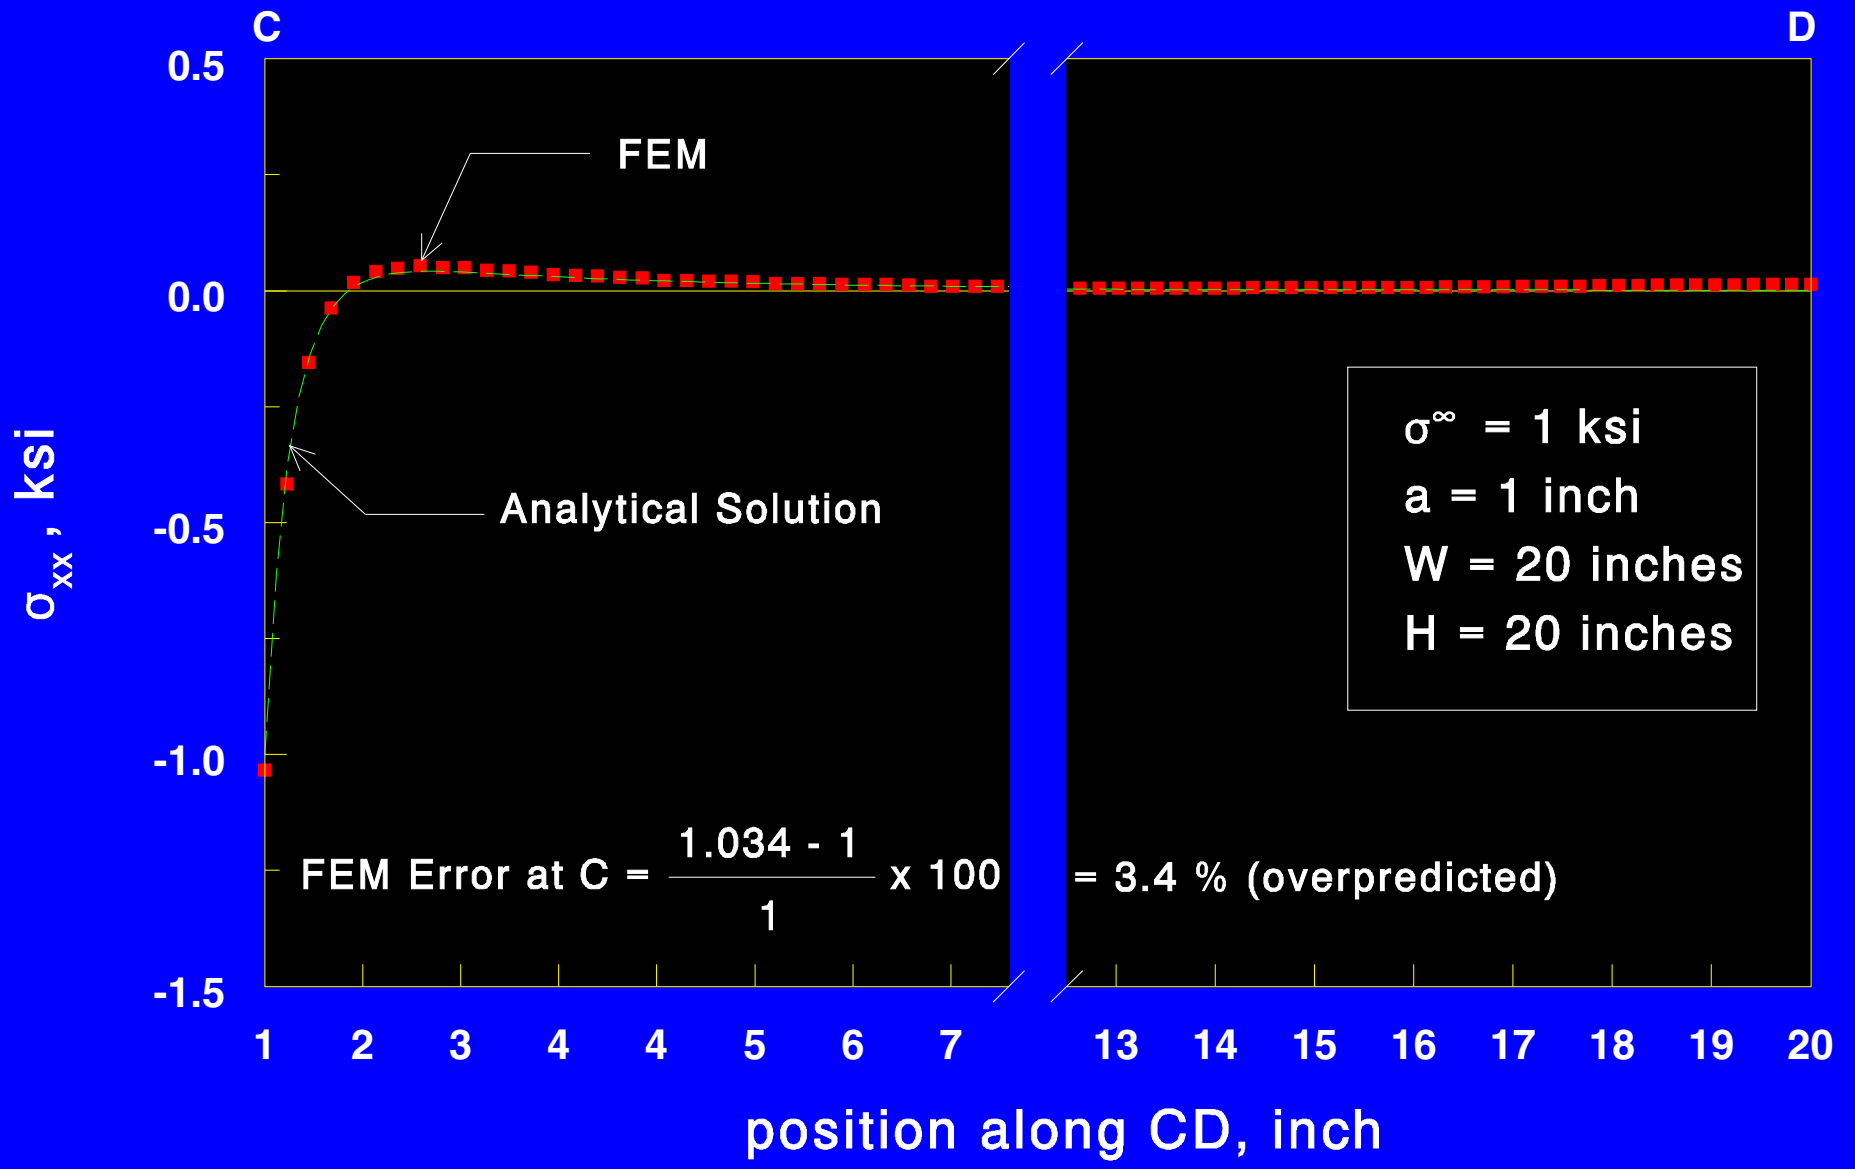 C
D
0.5
0.0
-0.5
-1.0
-1.5
σxx , ksi
FEM
Analytical Solution
σ∞ = 1 ksi
a = 1 inch
W = 20 inches
H = 20 inches
1.034 - 1
FEM Error at C = x 100 = 3.4 % (overpredicted)
1
1 2 3 4 4 5 6 7 13 14 15 16 17 18 19 20
position along CD, inch